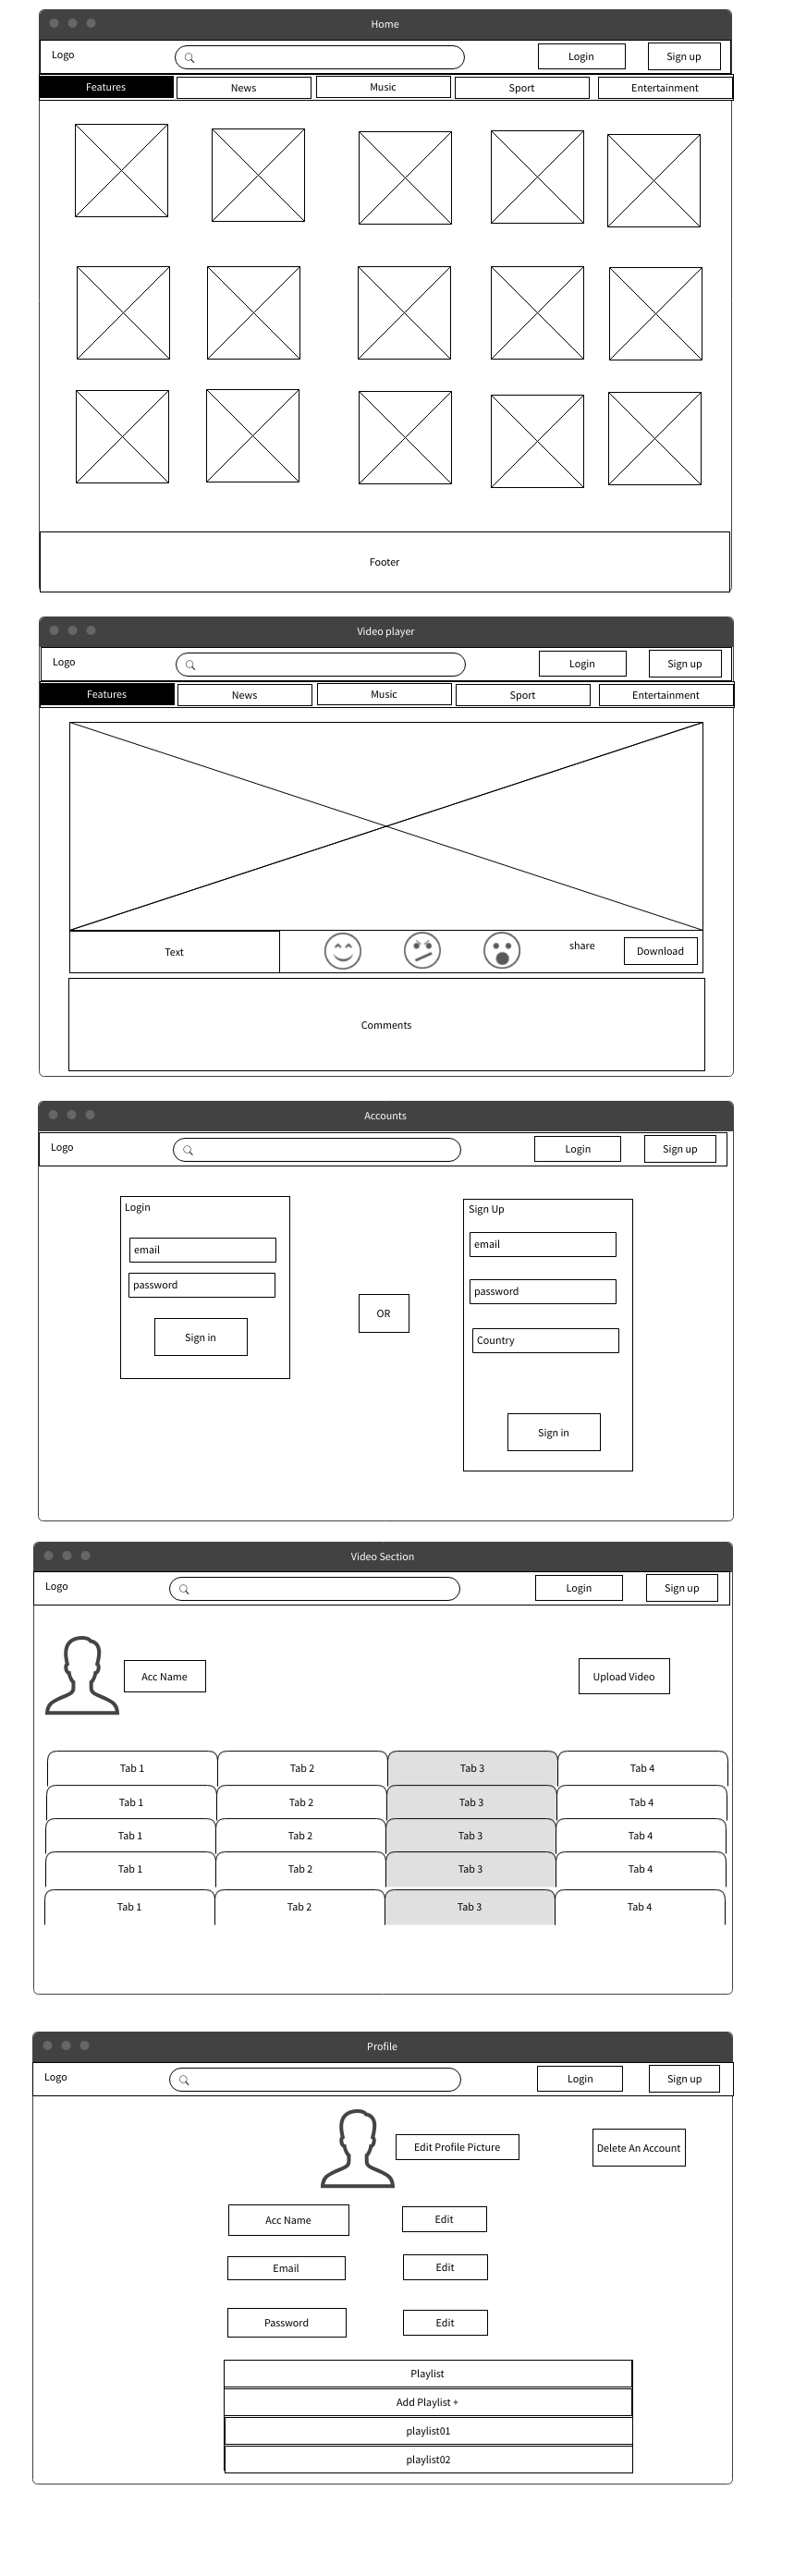 Home
Logo
Login
Sign up
Features
News
Music
Sport
Entertainment
Footer
Video player
Logo
Login
Sign up
Features
News
Music
Sport
Entertainment
Text
share
Download
Comments
Accounts
Logo
Login
Sign up
Login
email
password
Sign in
OR
Sign Up
email
password
Country
Sign in
Video Section
Logo
Login
Sign up
Acc Name
Upload Video
Tab 1
Tab 2
Tab 3
Tab 4
Tab 1
Tab 2
Tab 3
Tab 4
Tab 1
Tab 2
Tab 3
Tab 4
Tab 1
Tab 2
Tab 3
Tab 4
Tab 1
Tab 2
Tab 3
Tab 4
Profile
Logo
Login
Sign up
Edit Profile Picture
Delete An Account
Acc Name
Edit
Email
Edit
Password
Edit
Playlist
Add Playlist +
playlist01
playlist02